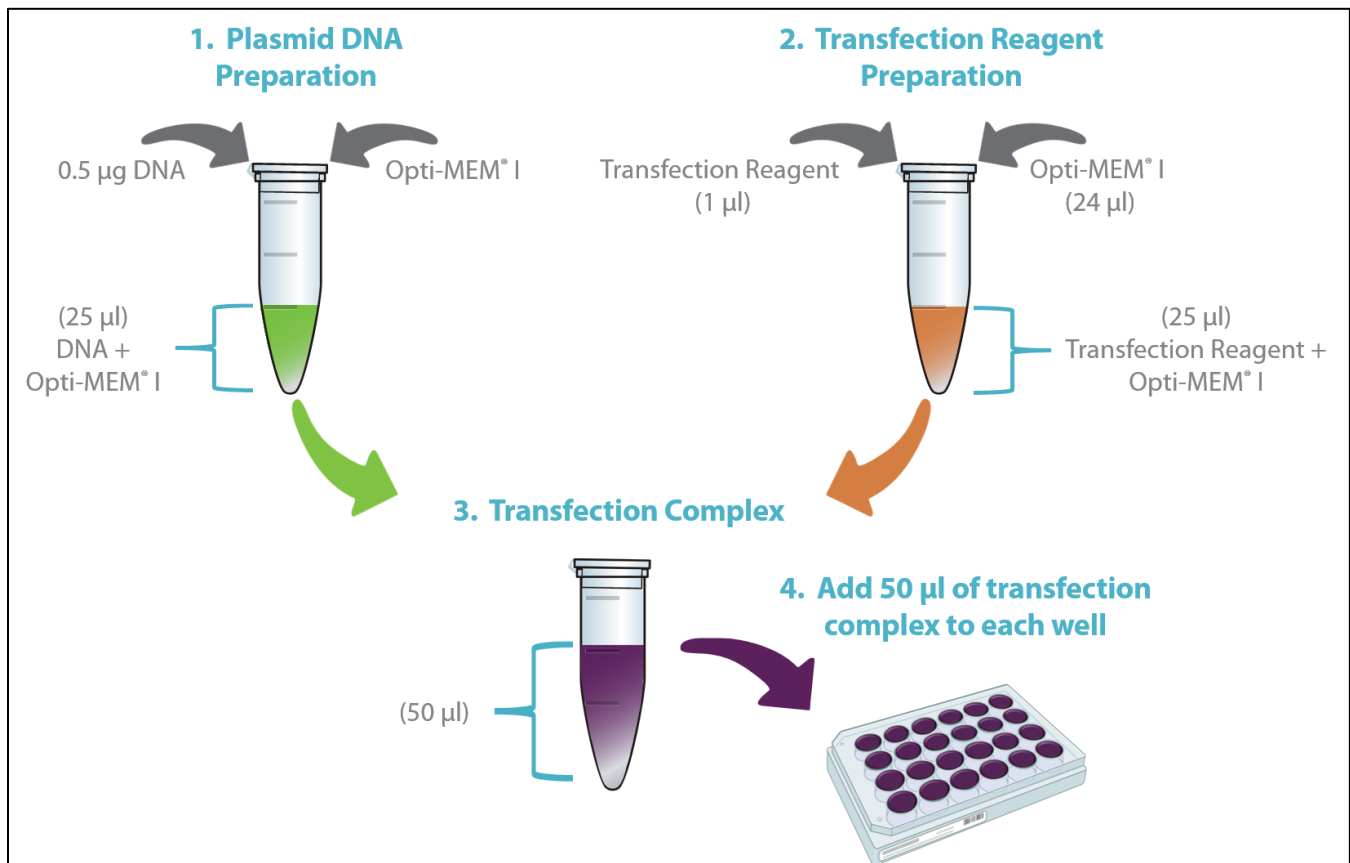 1. Plasmid DNA
Preparation
2. Transfection Reagent
Preparation
0.5 µg DNA
Opti-MEM® I
Transfection Reagent
(1 µl)
Opti-MEM® I
(24 µl)
(25 µl)
DNA +
Opti-MEM® I
(25 µl)
Transfection Reagent +
Opti-MEM® I
3. Transfection Complex
4. Add 50 µl of transfection
complex to each well
(50 µl)